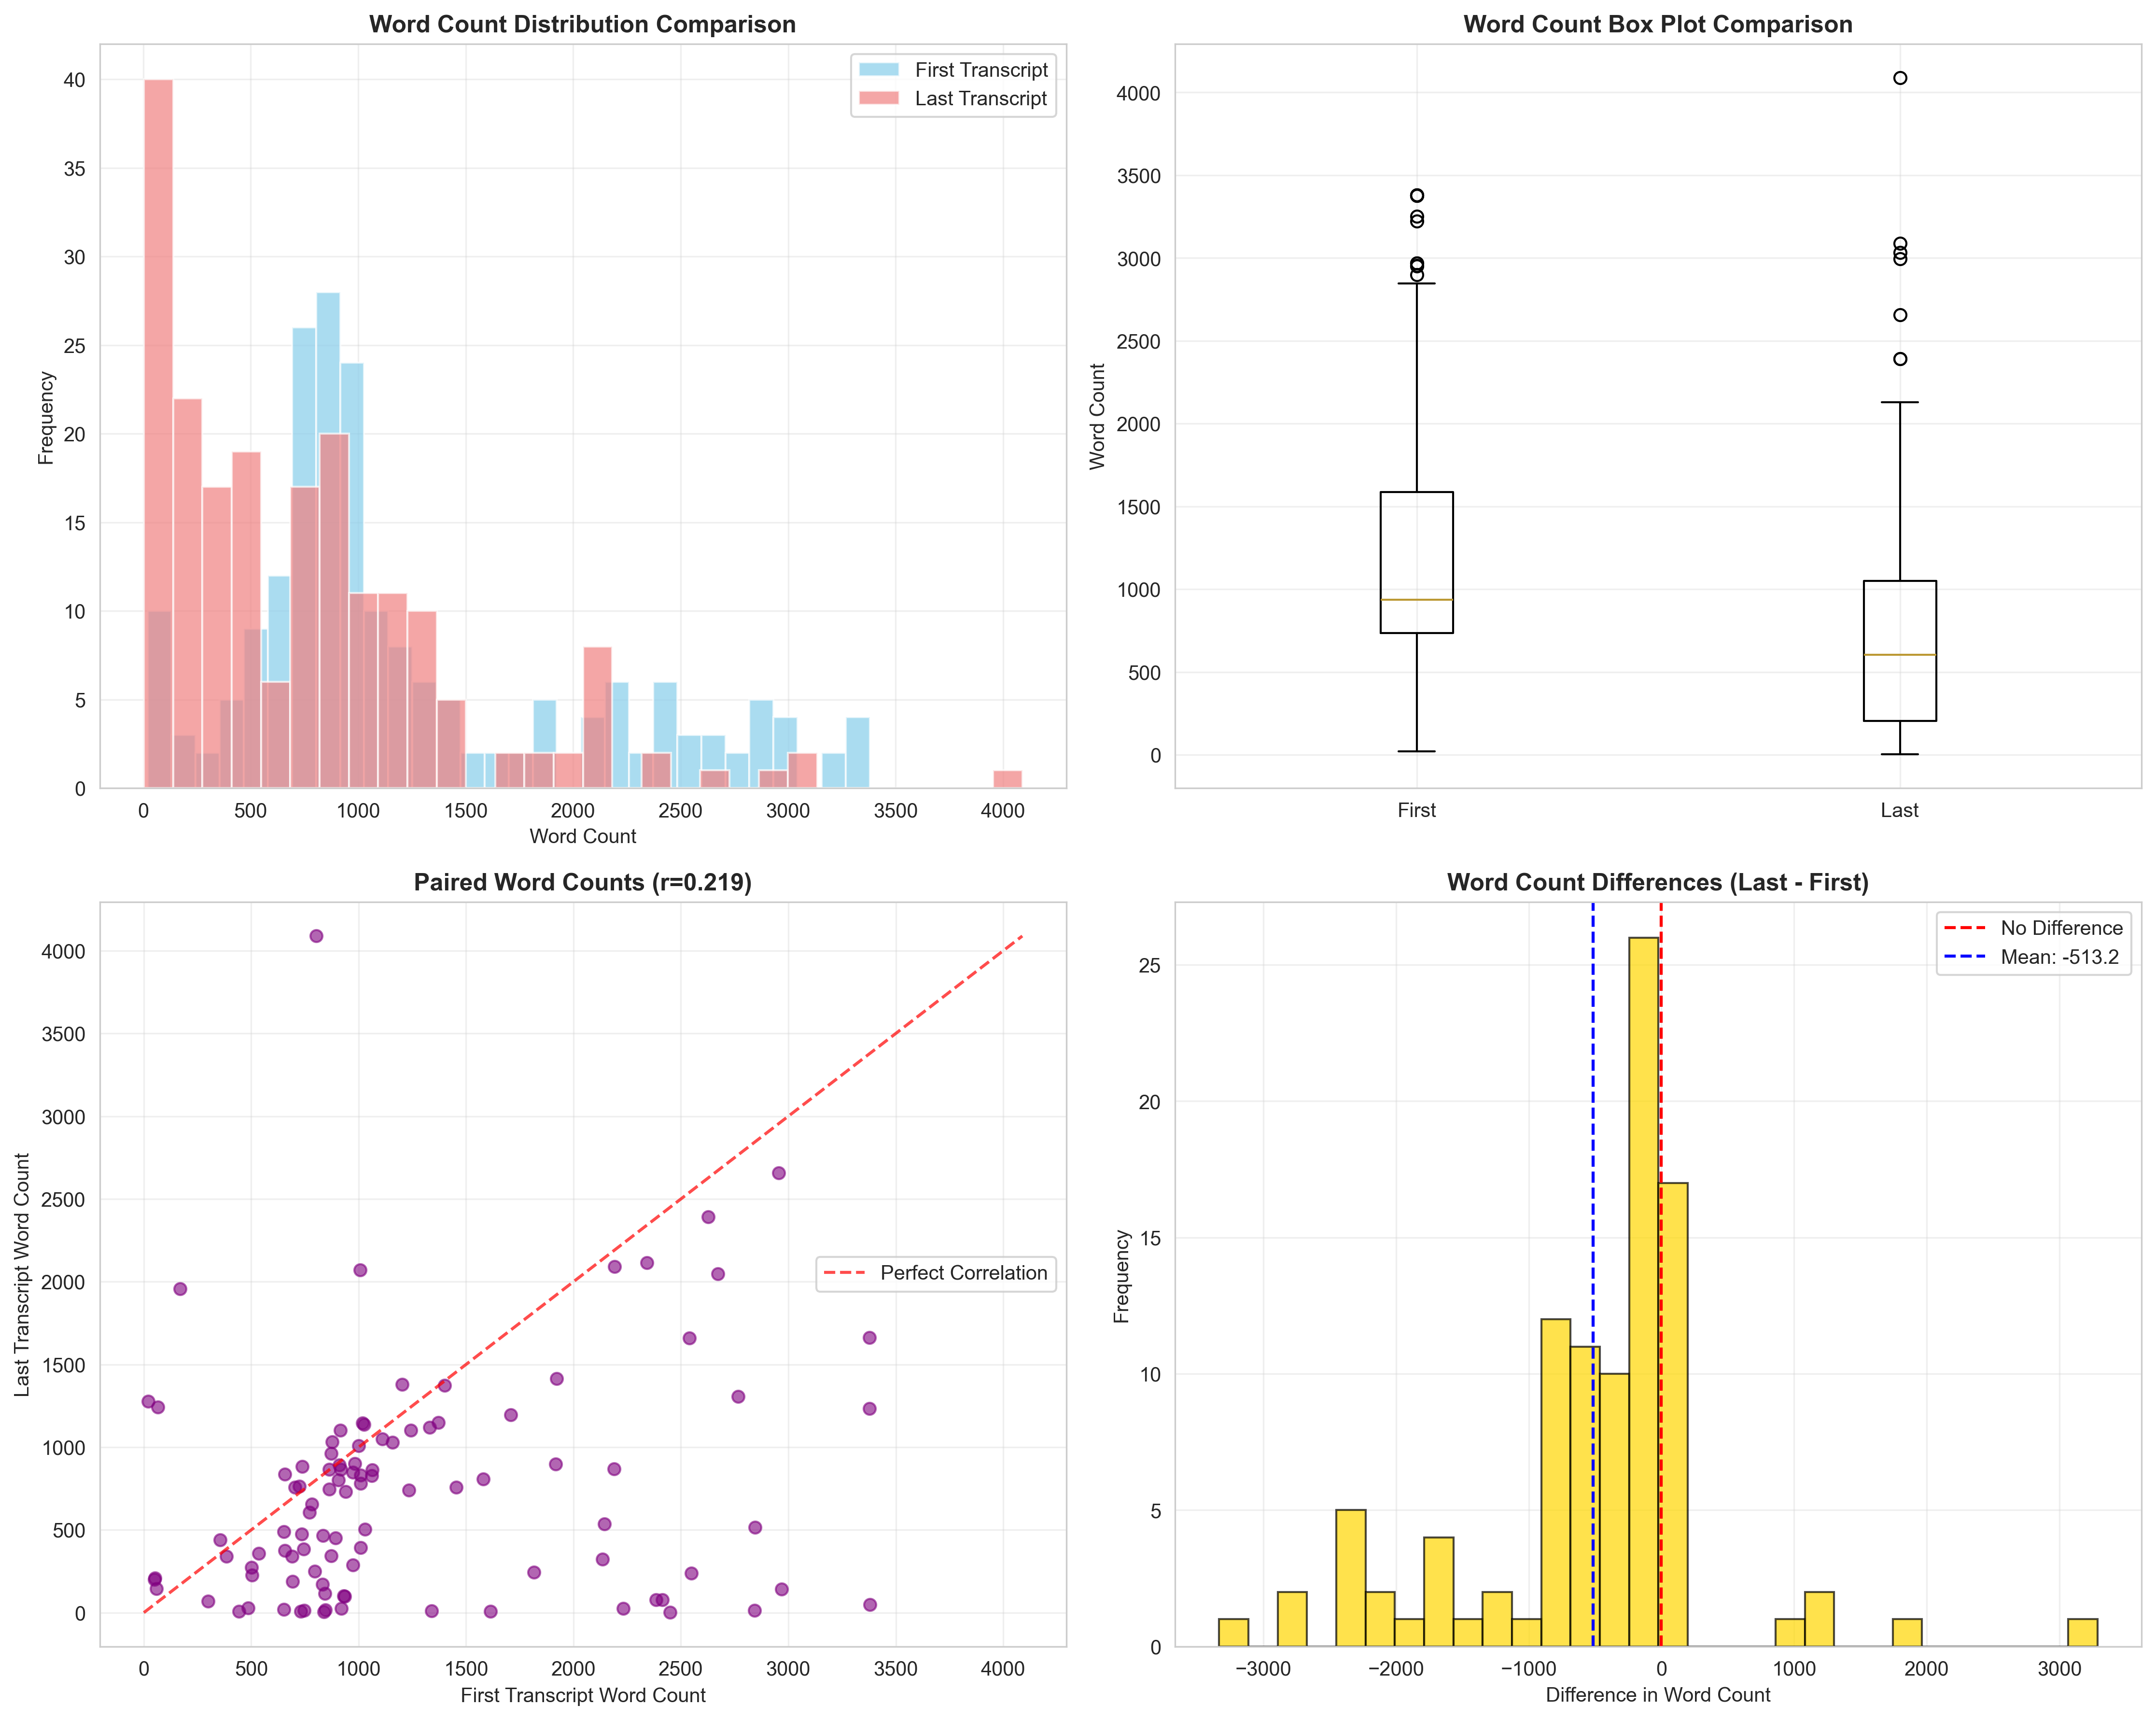 Word Count Distribution Comparison
First Transcript
Last Transcript
Frequency
40
35
30
25
20
15
10
5
0
0 500 1000 1500 2000 2500 3000 3500 4000
Word Count
Word Count Box Plot Comparison
Word Count
4000
3500
3000
2500
2000
1500
1000
500
0
First Last
Paired Word Counts (r=0.219)
Perfect Correlation
Last Transcript Word Count
4000
3500
3000
2500
2000
1500
1000
500
0
0 500 1000 1500 2000 2500 3000 3500 4000
First Transcript Word Count
Word Count Differences (Last - First)
No Difference
Mean: -513.2
Frequency
25
20
15
10
5
0
−3000 −2000 −1000 0 1000 2000 3000
Difference in Word Count